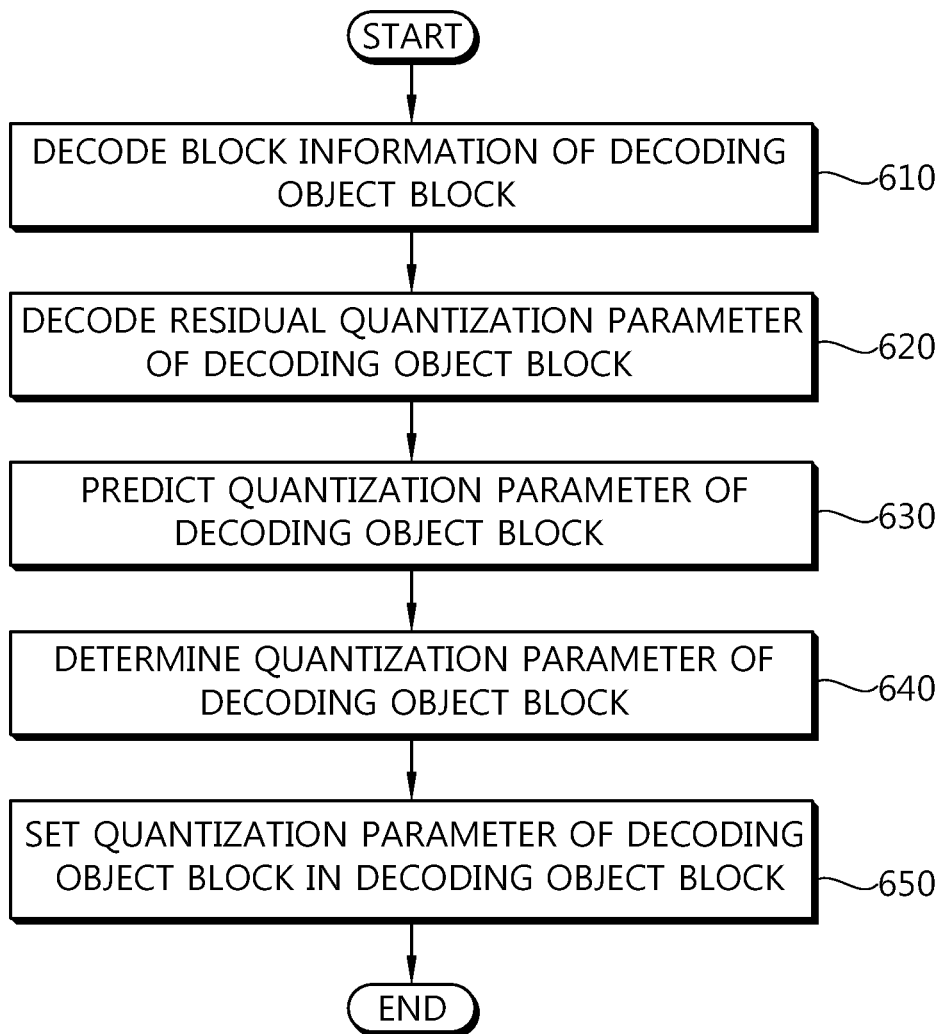 START
DECODE BLOCK INFORMATION OF DECODING
OBJECT BLOCK
610
DECODE RESIDUAL QUANTIZATION PARAMETER
OF DECODING OBJECT BLOCK
620
PREDICT QUANTIZATION PARAMETER OF
DECODING OBJECT BLOCK
630
DETERMINE QUANTIZATION PARAMETER OF
DECODING OBJECT BLOCK
640
SET QUANTIZATION PARAMETER OF DECODING
OBJECT BLOCK IN DECODING OBJECT BLOCK
650
END